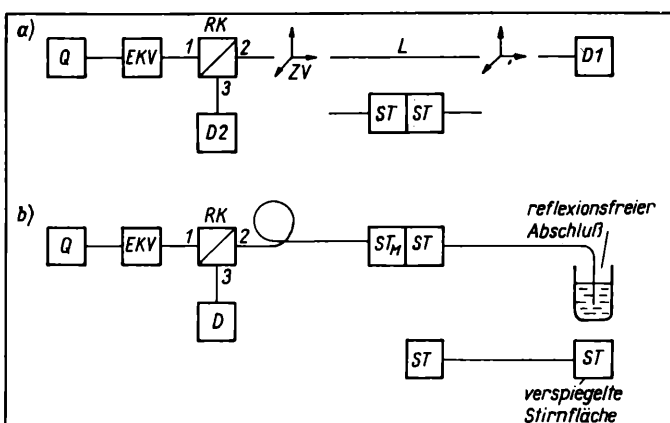 a)
RK
Q EKV 1 2 ZV L D1
3
D2
ST ST
b)
reflexionsfreier
Abschluß
RK
Q EKV 1 2 STM ST
3
D
ST ST
verspiegelte
Stirnfläche